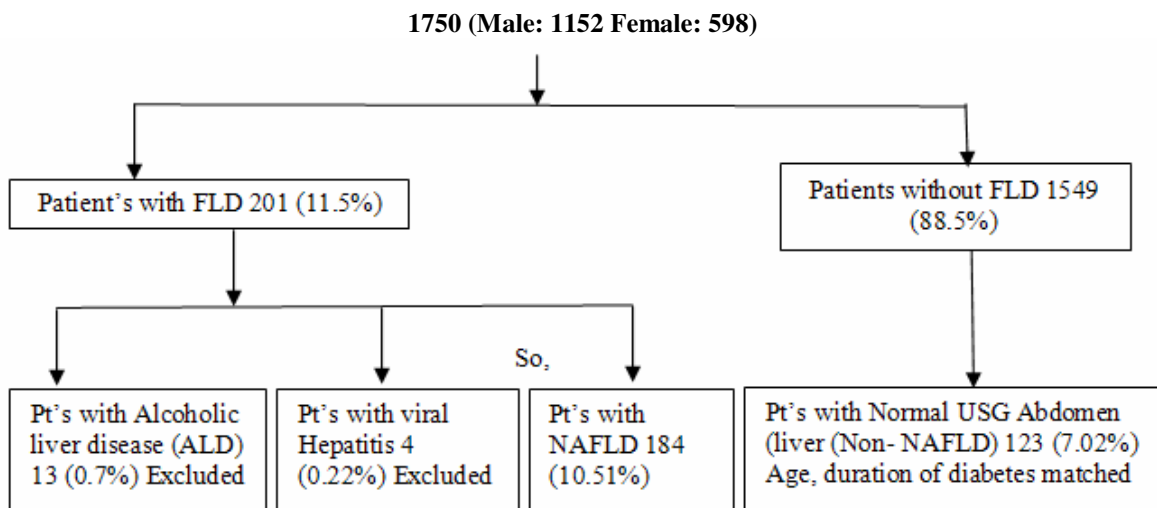 1750 (Male: 1152 Female: 598)
Patient’s with FLD 201 (11.5%)
Patients without FLD 1549
(88.5%)
So,
Pt’s with Alcoholic
liver disease (ALD)
13 (0.7%) Excluded
Pt’s with viral
Hepatitis 4
(0.22%) Excluded
Pt’s with
NAFLD 184
(10.51%)
Pt’s with Normal USG Abdomen
(liver (Non- NAFLD) 123 (7.02%)
Age, duration of diabetes matched